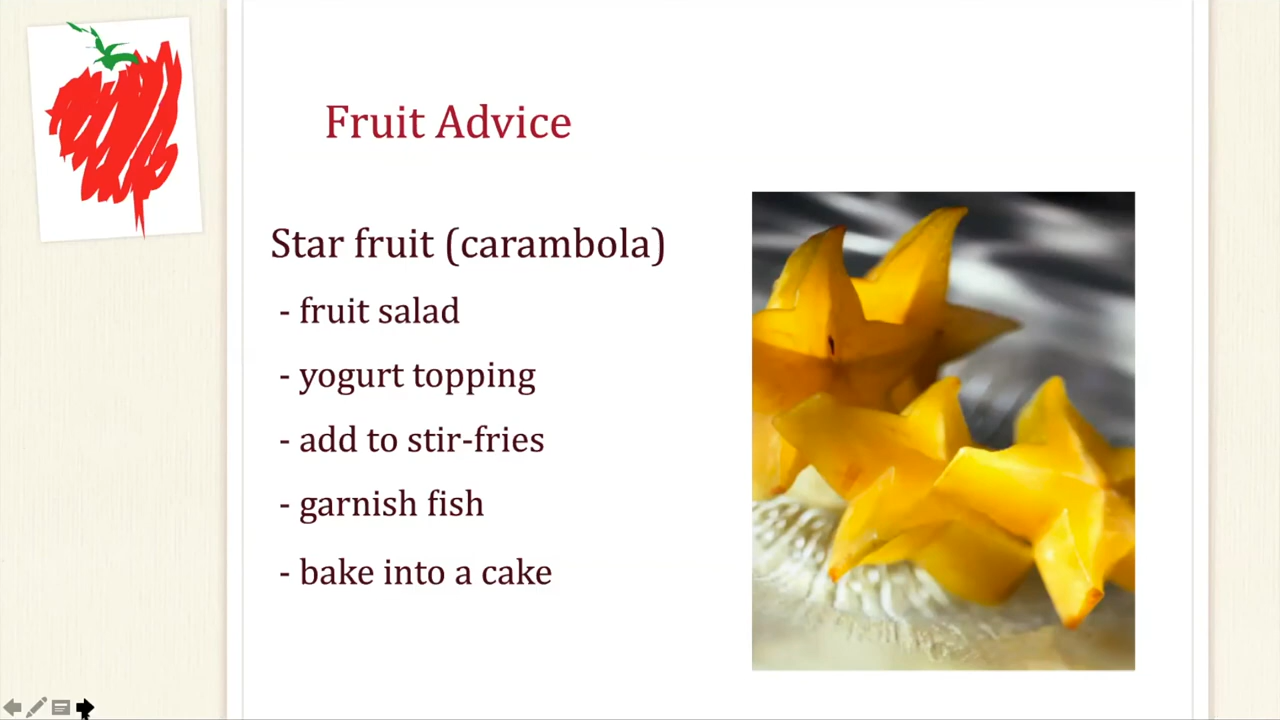 Fruit Advice
Star fruit (carambola)
- fruit salad
- yogurt topping
- add to stir-fries
- garnish fish
- bake into a cake